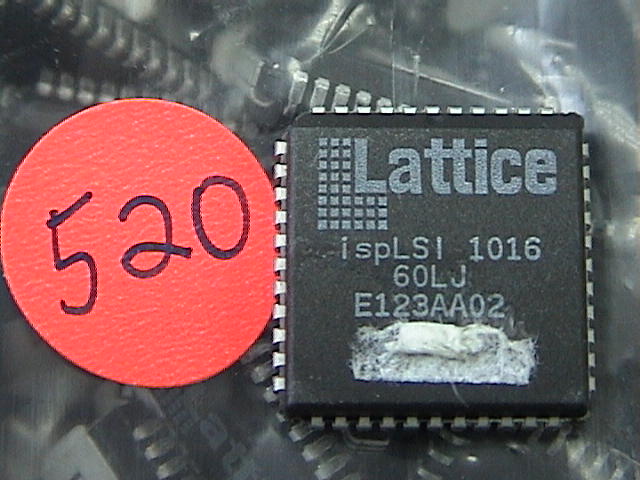 520
Lattice
ispLSI 1016
60LJ
E123AA02